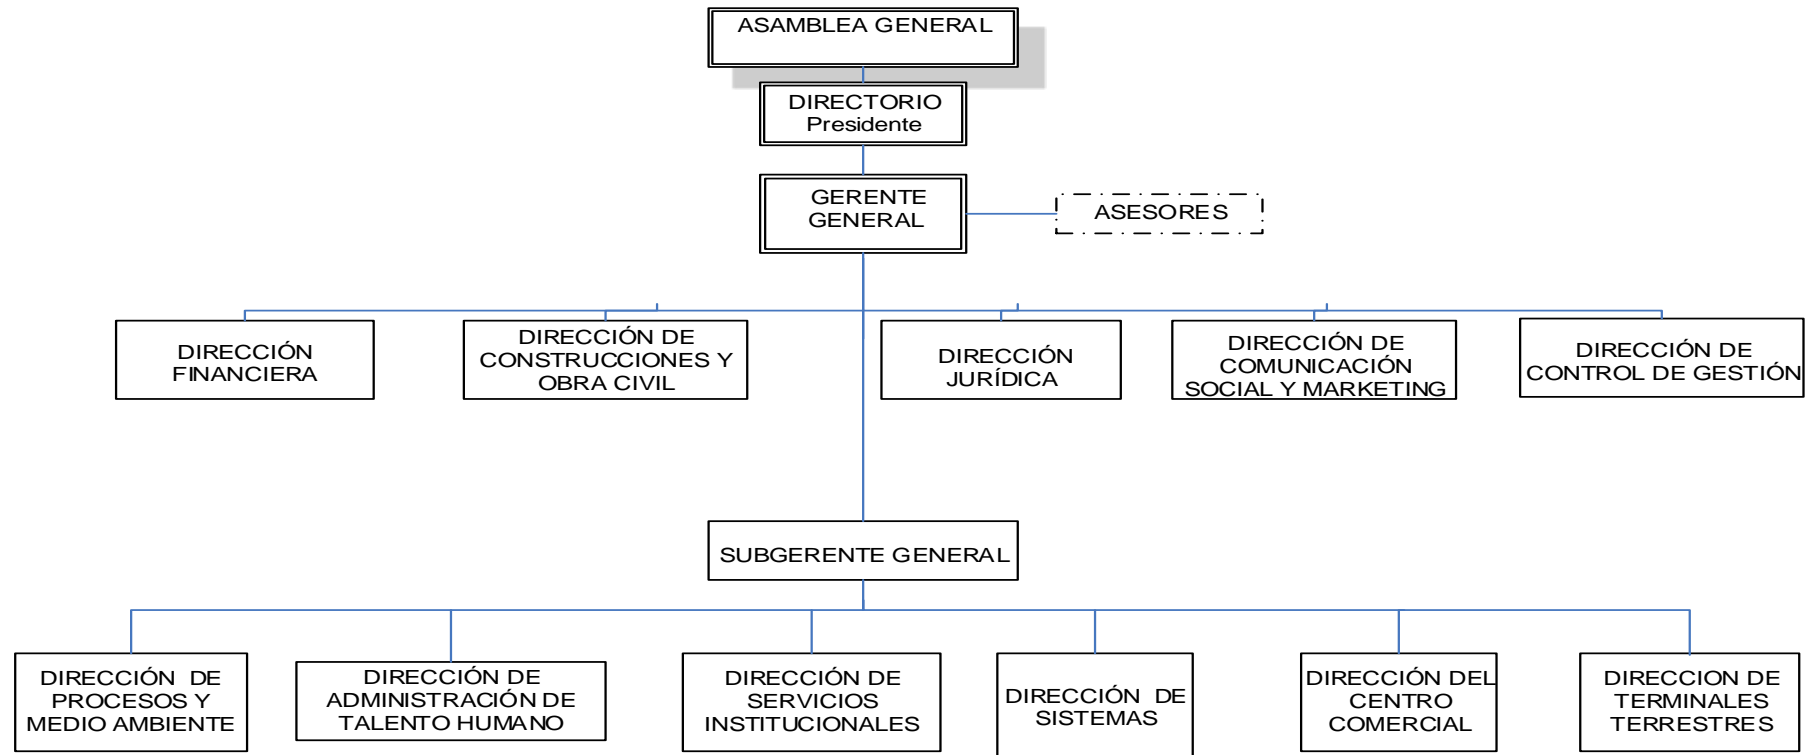 ASAMBLEA GENERAL
DIRECTORIO
Presidente
GERENTE
GENERAL
ASESORES
DIRECCIÓN
FINANCIERA
DIRECCIÓN DE
CONSTRUCCIONES Y
OBRA CIVIL
DIRECCIÓN
JURÍDICA
DIRECCIÓN DE
COMUNICACIÓN
SOCIAL Y MARKETING
DIRECCIÓN DE
CONTROL DE GESTIÓN
SUBGERENTE GENERAL
DIRECCIÓN DE
PROCESOS Y
MEDIO AMBIENTE
DIRECCIÓN DE
ADMINISTRACIÓN DE
TALENTO HUMANO
DIRECCIÓN DE
SERVICIOS
INSTITUCIONALES
DIRECCIÓN DE
SISTEMAS
DIRECCIÓN DEL
CENTRO
COMERCIAL
DIRECCION DE
TERMINALES
TERRESTRES